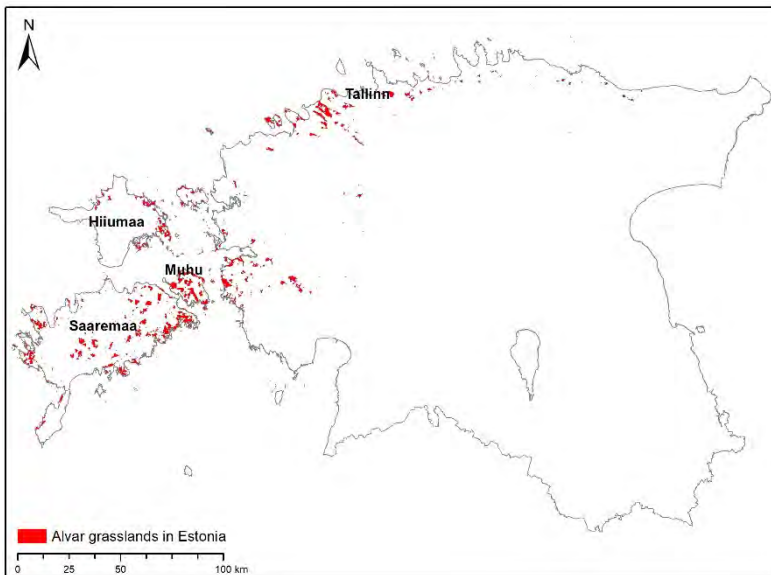 N
Tallinn
Hiiumaa
Muhu
Saaremaa
Alvar grasslands in Estonia
0 25 50 100 km